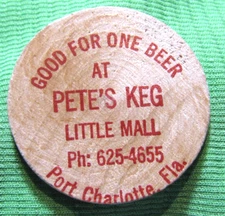 GOOD FOR ONE BEER
AT
PETE'S KEG
LITTLE MALL
Ph: 625-4655
Port Charlotte, Fla.